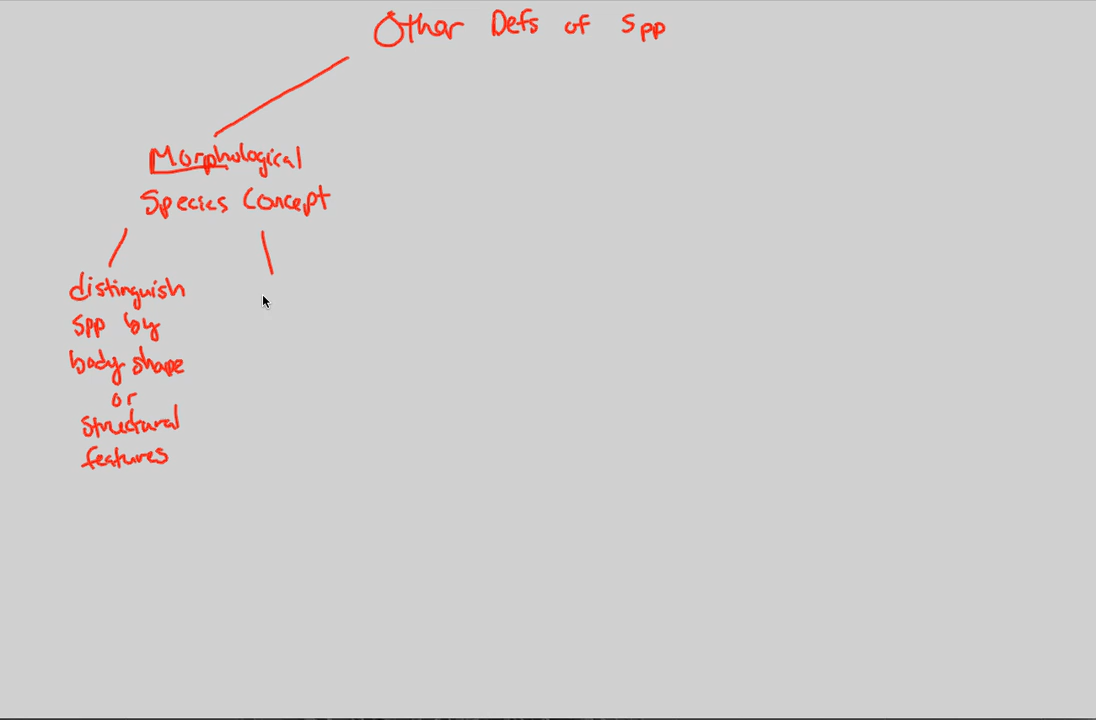 Other Defs of Spp
Morphological
Species Concept
distinguish
spp by
body shape
or
structural
features